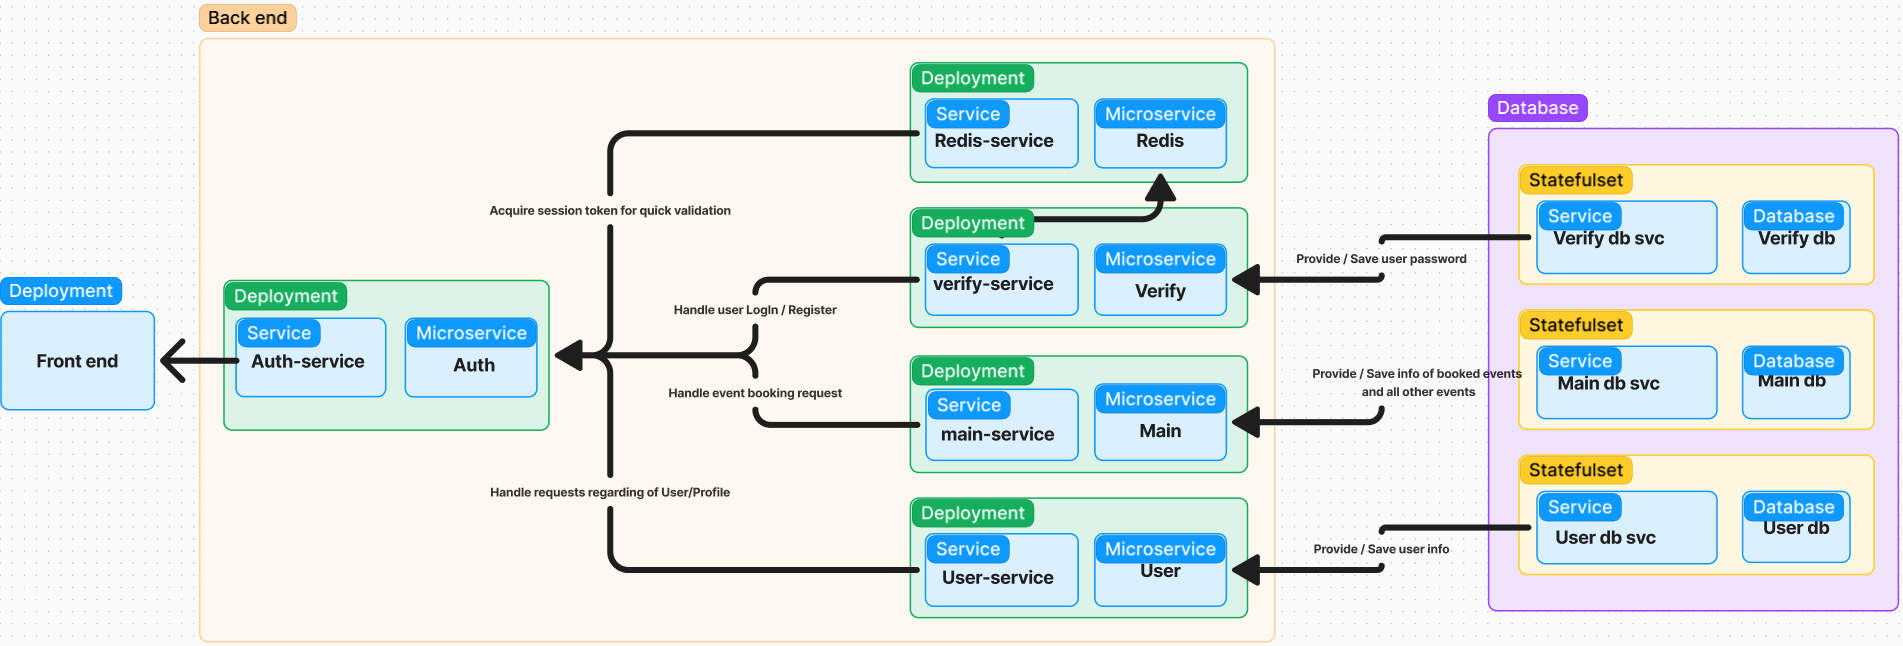 Back end
Deployment
Service
Redis-service
Microservice
Redis
Database
Statefulset
Service
Verify db svc
Database
Verify db
Acquire session token for quick validation
Deployment
Service
verify-service
Microservice
Verify
Provide / Save user password
Deployment
Front end
Deployment
Service
Auth-service
Microservice
Auth
Handle user LogIn / Register
Handle event booking request
Deployment
Service
main-service
Microservice
Main
Provide / Save info of booked events
and all other events
Statefulset
Service
Main db svc
Database
Main db
Handle requests regarding of User/Profile
Deployment
Service
User-service
Microservice
User
Provide / Save user info
Statefulset
Service
User db svc
Database
User db